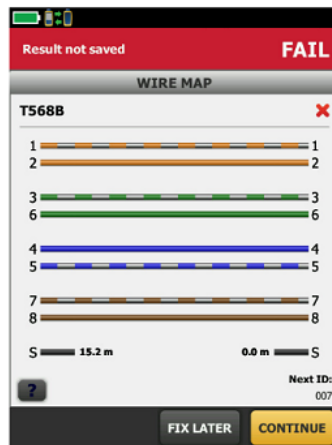 Result not saved FAIL
WIRE MAP
T568B
1 1
2 2
3 3
6 6
4 4
5 5
7 7
8 8
S 15.2 m 0.0 m S
Next ID:
? 007
FIX LATER CONTINUE